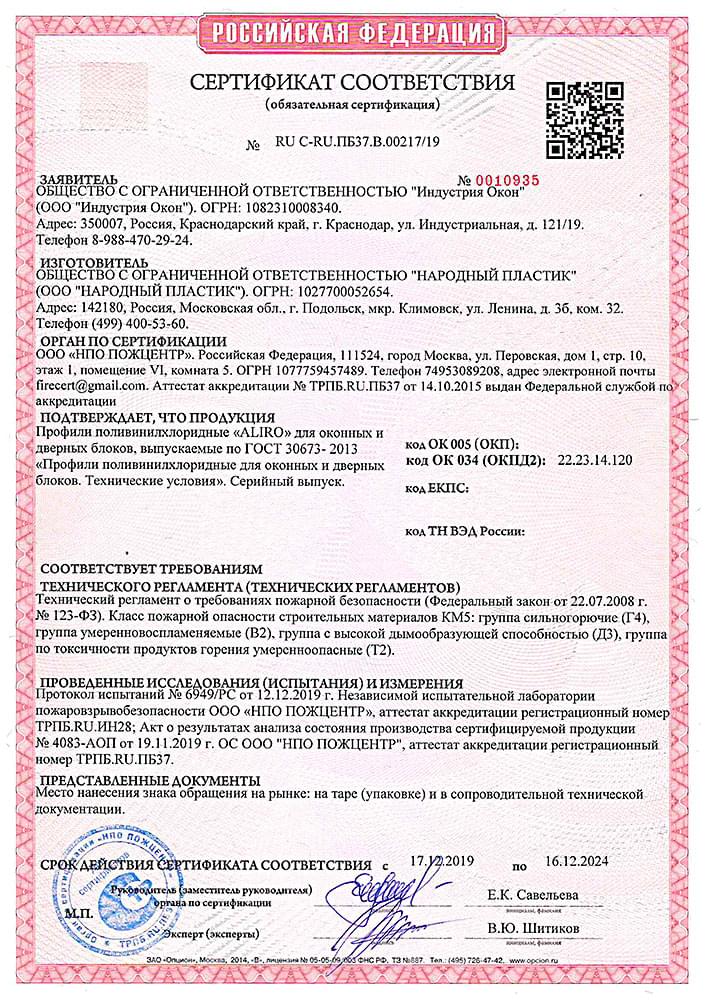 РОССИЙСКАЯ ФЕДЕРАЦИЯ
СЕРТИФИКАТ СООТВЕТСТВИЯ
(обязательная сертификация)
№ RU C-RU.ПБ37.В.00217/19
ЗАЯВИТЕЛЬ № 0010935
ОБЩЕСТВО С ОГРАНИЧЕННОЙ ОТВЕТСТВЕННОСТЬЮ "Индустрия Окон"
(ООО "Индустрия Окон"). ОГРН: 1082310008340.
Адрес: 350007, Россия, Краснодарский край, г. Краснодар, ул. Индустриальная, д. 121/19.
Телефон 8-988-470-29-24.
ИЗГОТОВИТЕЛЬ
ОБЩЕСТВО С ОГРАНИЧЕННОЙ ОТВЕТСТВЕННОСТЬЮ "НАРОДНЫЙ ПЛАСТИК"
(ООО "НАРОДНЫЙ ПЛАСТИК"). ОГРН: 1027700052654.
Адрес: 142180, Россия, Московская обл., г. Подольск, мкр. Климовск, ул. Ленина, д. 3б, ком. 32.
Телефон (499) 400-53-60.
ОРГАН ПО СЕРТИФИКАЦИИ
ООО «НПО ПОЖЦЕНТР». Российская Федерация, 111524, город Москва, ул. Перовская, дом 1, стр. 10,
этаж 1, помещение VI, комната 5. ОГРН 1077759457489. Телефон 74953089208, адрес электронной почты
firecert@gmail.com. Аттестат аккредитации № ТРПБ.RU.ПБ37 от 14.10.2015 выдан Федеральной службой по
аккредитации
ПОДТВЕРЖДАЕТ, ЧТО ПРОДУКЦИЯ
Профили поливинилхлоридные «ALIRO» для оконных и
дверных блоков, выпускаемые по ГОСТ 30673- 2013
«Профили поливинилхлоридные для оконных и дверных
блоков. Технические условия». Серийный выпуск.
код ОК 005 (ОКП):
код ОК 034 (ОКПД2): 22.23.14.120
код ЕКПС:
код ТН ВЭД России:
СООТВЕТСТВУЕТ ТРЕБОВАНИЯМ
ТЕХНИЧЕСКОГО РЕГЛАМЕНТА (ТЕХНИЧЕСКИХ РЕГЛАМЕНТОВ)
Технический регламент о требованиях пожарной безопасности (Федеральный закон от 22.07.2008 г.
№ 123-ФЗ). Класс пожарной опасности строительных материалов КМ5: группа сильногорючие (Г4),
группа умеренновоспламеняемые (В2), группа с высокой дымообразующей способностью (Д3), группа
по токсичности продуктов горения умеренноопасные (Т2).
ПРОВЕДЕННЫЕ ИССЛЕДОВАНИЯ (ИСПЫТАНИЯ) И ИЗМЕРЕНИЯ
Протокол испытаний № 6949/РС от 12.12.2019 г. Независимой испытательной лаборатории
пожаровзрывобезопасности ООО «НПО ПОЖЦЕНТР», аттестат аккредитации регистрационный номер
ТРПБ.RU.ИН28; Акт о результатах анализа состояния производства сертифицируемой продукции
№ 4083-АОП от 19.11.2019 г. ОС ООО "НПО ПОЖЦЕНТР", аттестат аккредитации регистрационный
номер ТРПБ.RU.ПБ37.
ПРЕДСТАВЛЕННЫЕ ДОКУМЕНТЫ
Место нанесения знака обращения на рынке: на таре (упаковке) и в сопроводительной технической
документации.
СРОК ДЕЙСТВИЯ СЕРТИФИКАТА СООТВЕТСТВИЯ с 17.12.2019 по 16.12.2024
Руководитель (заместитель руководителя)
органа по сертификации
Е.К. Савельева
инициалы, фамилия
М.П.
Эксперт (эксперты)
В.Ю. Шитиков
инициалы, фамилия
ЗАО «Опцион», Москва, 2014, «В», лицензия № 05-05-09/003 ФНС РФ, ТЗ №887. Тел.: (495) 726-47-42, www.opcion.ru